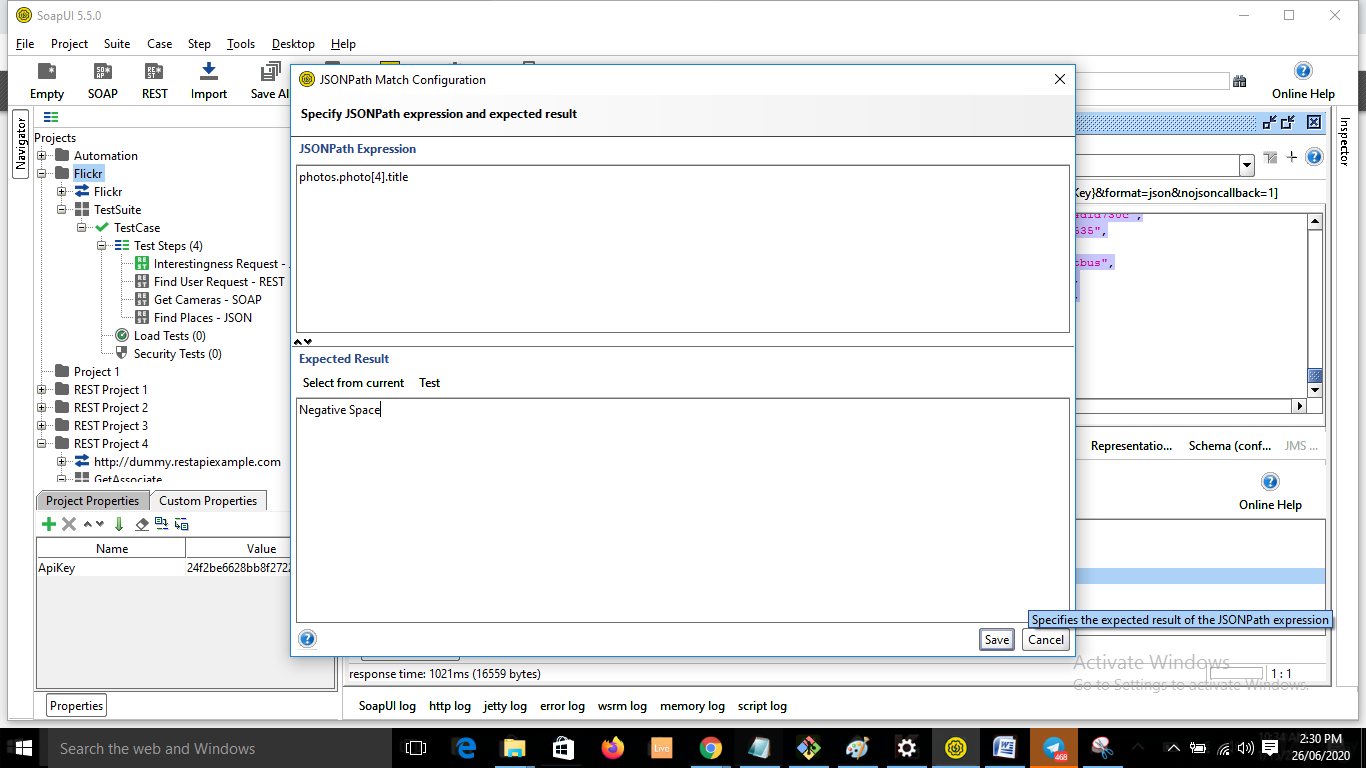 SoapUI 5.5.0
File Project Suite Case Step Tools Desktop Help
Empty SOAP REST Import Save Al
Online Help
JSONPath Match Configuration
Specify JSONPath expression and expected result
JSONPath Expression
photos.photo[4].title
Expected Result
Select from current Test
Negative Space
Save Cancel
Specifies the expected result of the JSONPath expression
Navigator
Projects
Automation
Flickr
Flickr
TestSuite
TestCase
Test Steps (4)
Interestingness Request -
Find User Request - REST
Get Cameras - SOAP
Find Places - JSON
Load Tests (0)
Security Tests (0)
Project 1
REST Project 1
REST Project 2
REST Project 3
REST Project 4
http://dummy.restapiexample.com
GetAssociate
Project Properties Custom Properties
Name Value
ApiKey 24f2be6628bb8f272
Properties
Inspector
Key}&format=json&nojsoncallback=1]
535",
tbus",
Representatio... Schema (conf... JMS ...
Online Help
response time: 1021ms (16559 bytes)
1 : 1
Activate Windows
Go to Settings to activate Windows.
SoapUI log http log jetty log error log wsrm log memory log script log
Search the web and Windows
Live
468
2:30 PM
26/06/2020